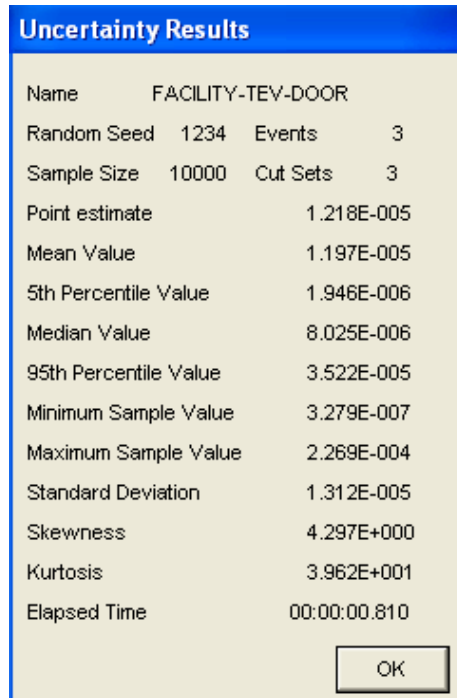 Uncertainty Results
Name FACILITY-TEV-DOOR
Random Seed 1234 Events 3
Sample Size 10000 Cut Sets 3
Point estimate 1.218E-005
Mean Value 1.197E-005
5th Percentile Value 1.946E-006
Median Value 8.025E-006
95th Percentile Value 3.522E-005
Minimum Sample Value 3.279E-007
Maximum Sample Value 2.269E-004
Standard Deviation 1.312E-005
Skewness 4.297E+000
Kurtosis 3.962E+001
Elapsed Time 00:00:00.810
OK